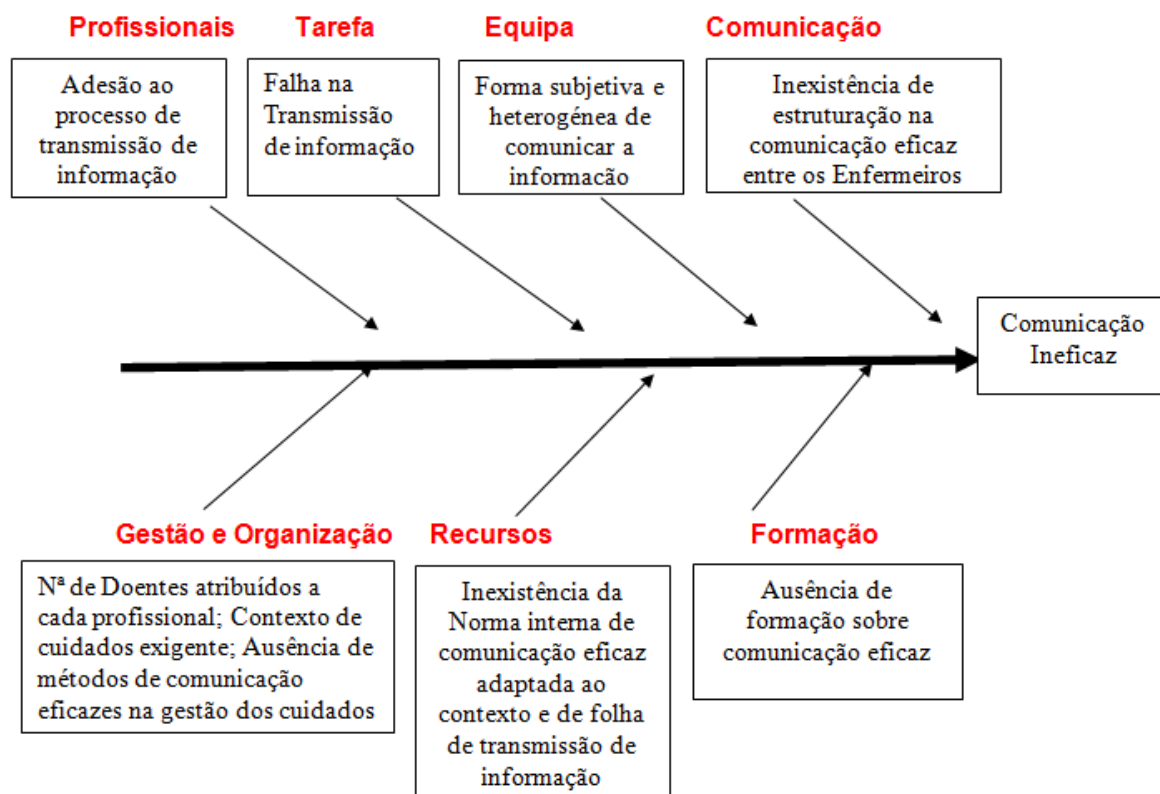 Profissionais
Tarefa
Equipa
Comunicação
Adesão ao
processo de
transmissão de
informação
Falha na
Transmissão
de informação
Forma subjetiva e
heterogénea de
comunicar a
informacão
Inexistência de
estruturação na
comunicação eficaz
entre os Enfermeiros
Comunicação
Ineficaz
Gestão e Organização
Recursos
Formação
Nª de Doentes atribuídos a
cada profissional; Contexto de
cuidados exigente; Ausência de
métodos de comunicação
eficazes na gestão dos cuidados
Inexistência da
Norma interna de
comunicação eficaz
adaptada ao
contexto e de folha
de transmissão de
informação
Ausência de
formação sobre
comunicação eficaz